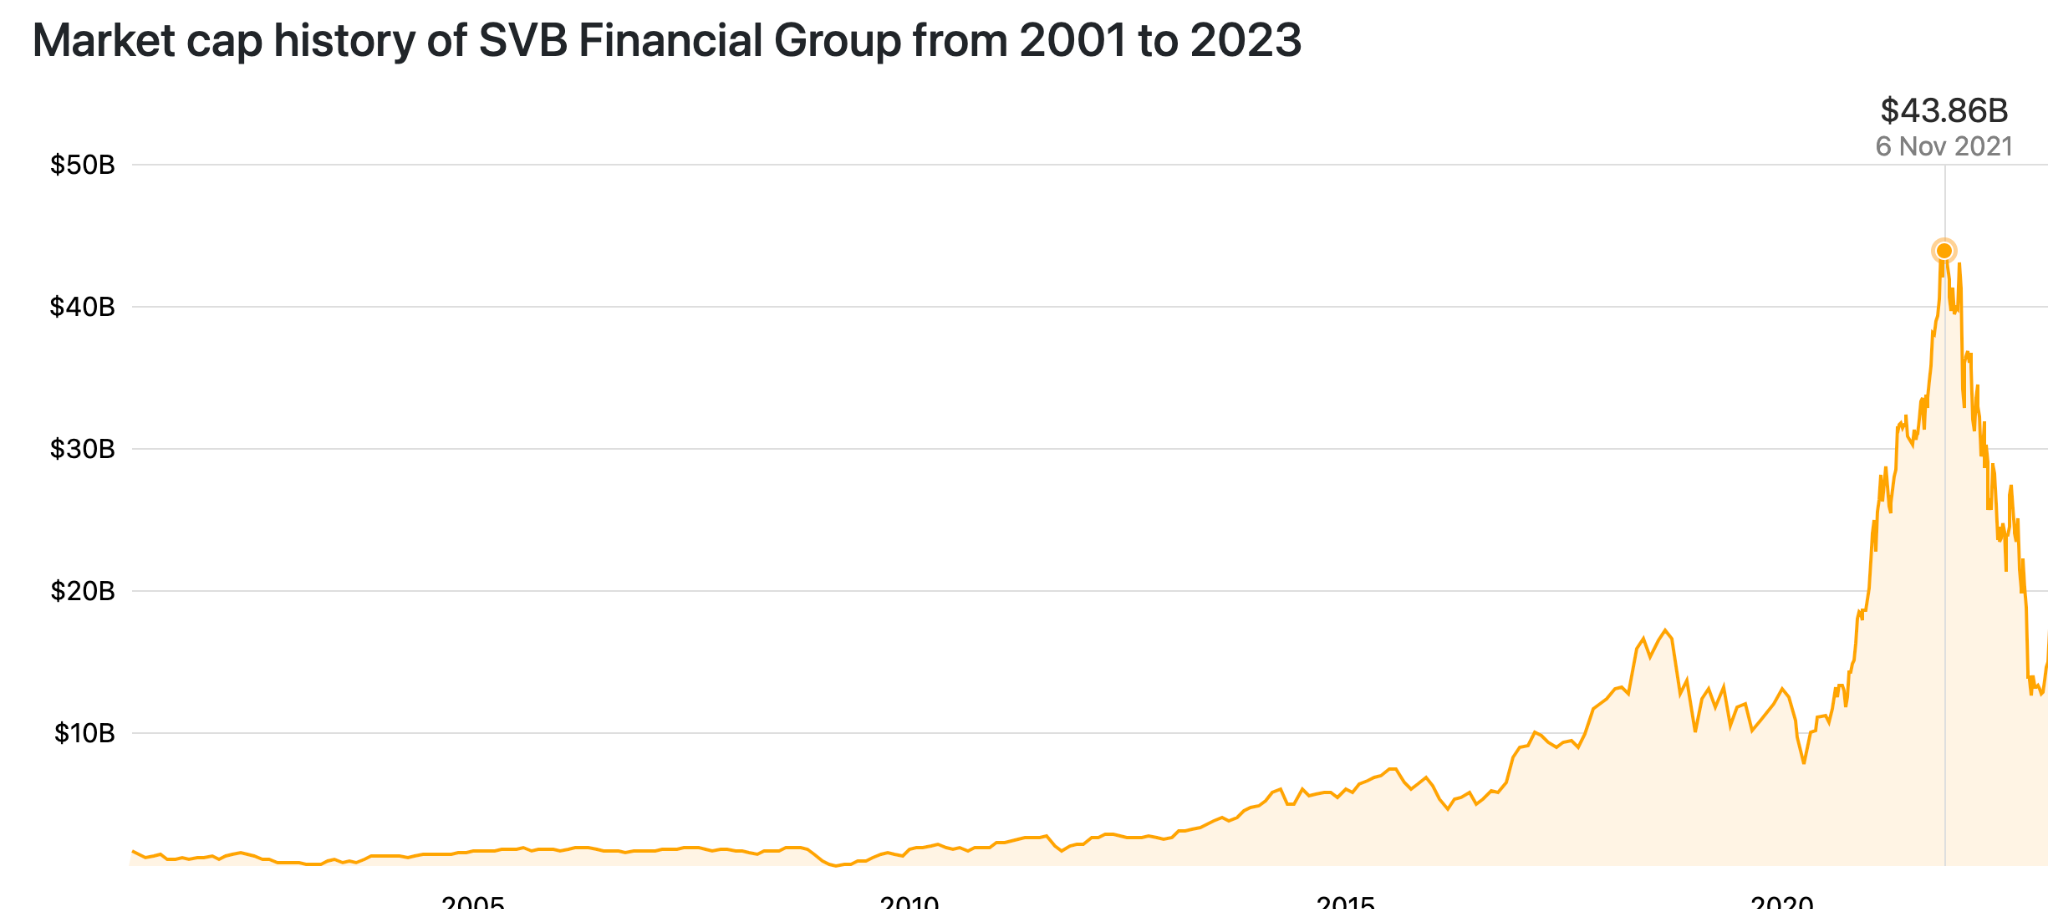 Market cap history of SVB Financial Group from 2001 to 2023
$43.86B
6 Nov 2021
$50B
$40B
$30B
$20B
$10B
2005
2010
2015
2020